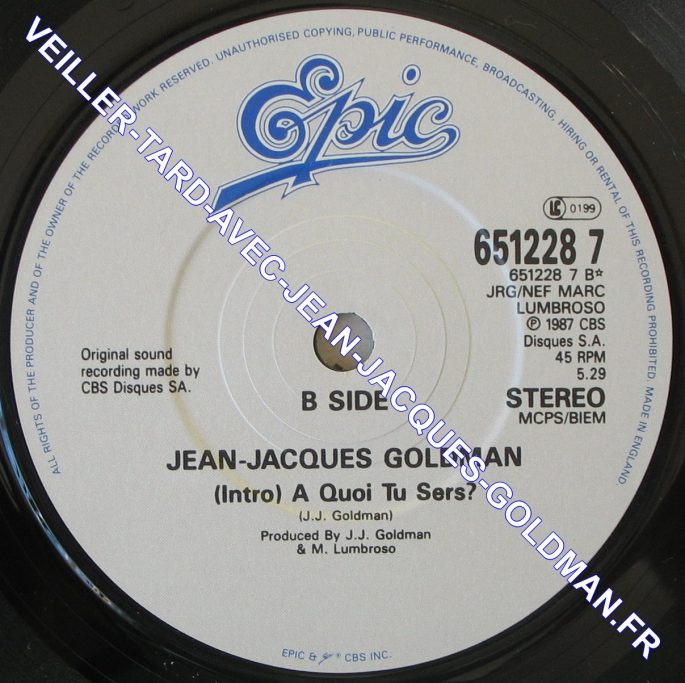 VEILLER-TARD-AVEC-JEAN-JACQUES-GOLDMAN.FR
ALL RIGHTS OF THE PRODUCER AND OF THE OWNER OF THE RECORDED WORK RESERVED. UNAUTHORISED COPYING, PUBLIC PERFORMANCE, BROADCASTING, HIRING OR RENTAL OF THIS RECORDING PROHIBITED. MADE IN ENGLAND.
Epic
LC 0199
651228 7
651228 7 B☆
JRG/NEF MARC
LUMBROSO
℗ 1987 CBS
Disques S.A.
45 RPM
5.29
STEREO
MCPS/BIEM
Original sound
recording made by
CBS Disques SA.
B SIDE
JEAN-JACQUES GOLDMAN
(Intro) A Quoi Tu Sers?
(J.J. Goldman)
Produced By J.J. Goldman
& M. Lumbroso
EPIC & ® CBS INC.